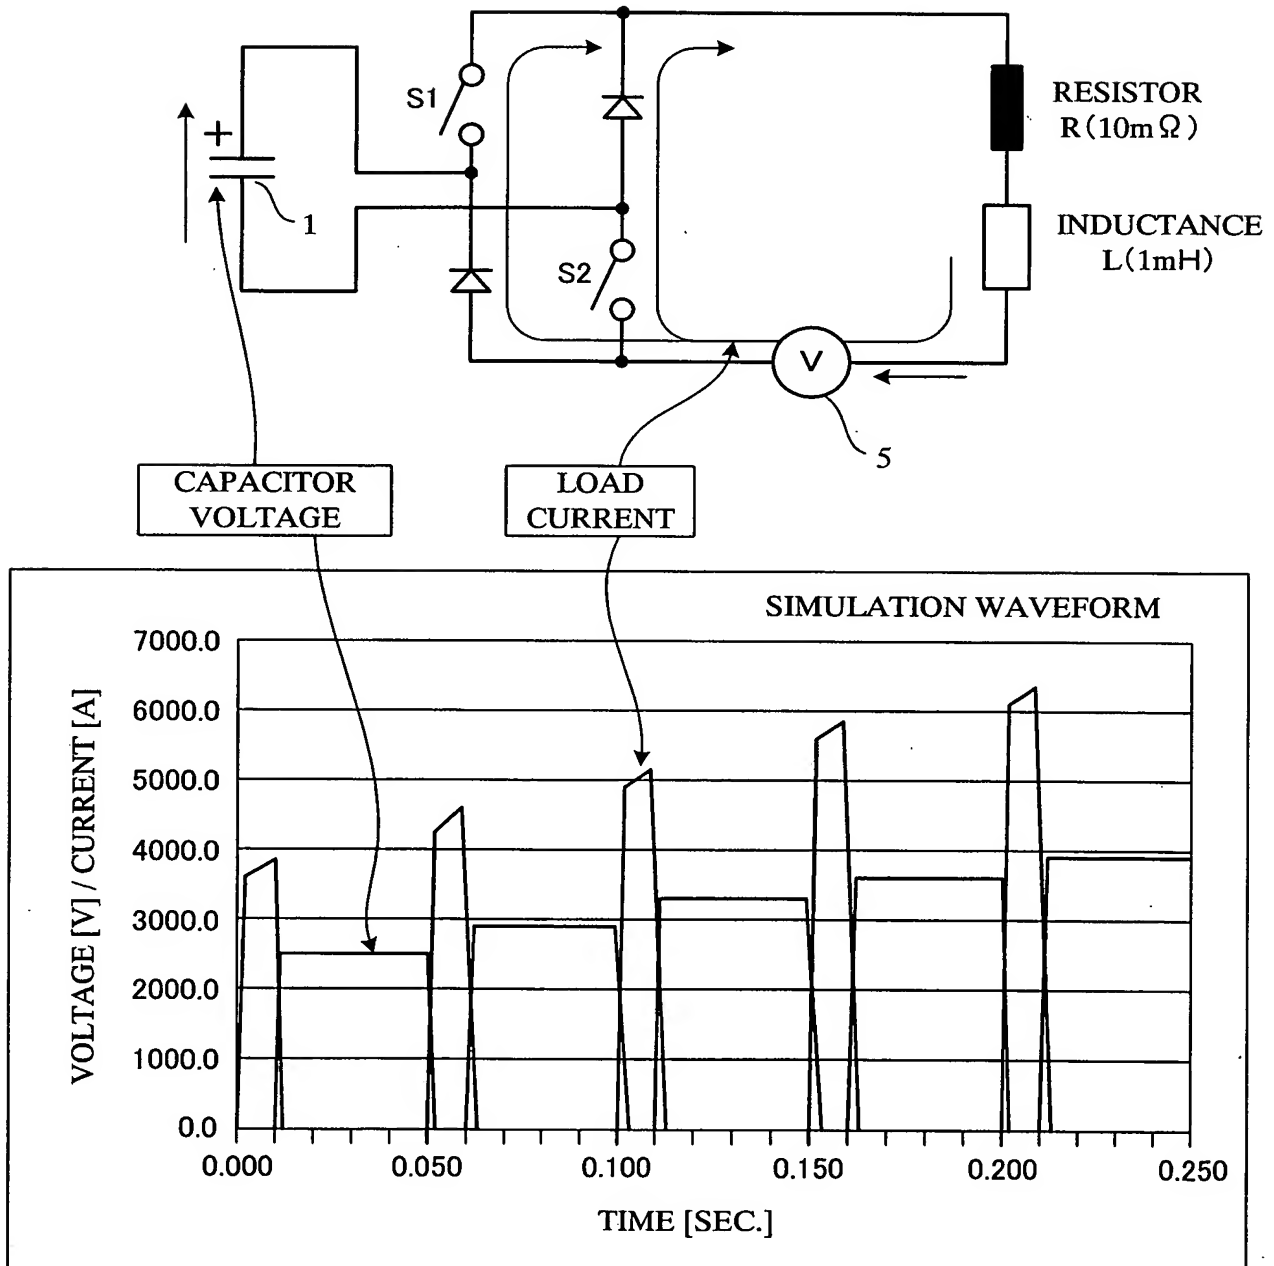 S1
+
1
S2
RESISTOR
R(10mΩ)
INDUCTANCE
L(1mH)
V
5
CAPACITOR
VOLTAGE
LOAD
CURRENT
SIMULATION WAVEFORM
VOLTAGE [V] / CURRENT [A]
7000.0
6000.0
5000.0
4000.0
3000.0
2000.0
1000.0
0.0
0.000 0.050 0.100 0.150 0.200 0.250
TIME [SEC.]